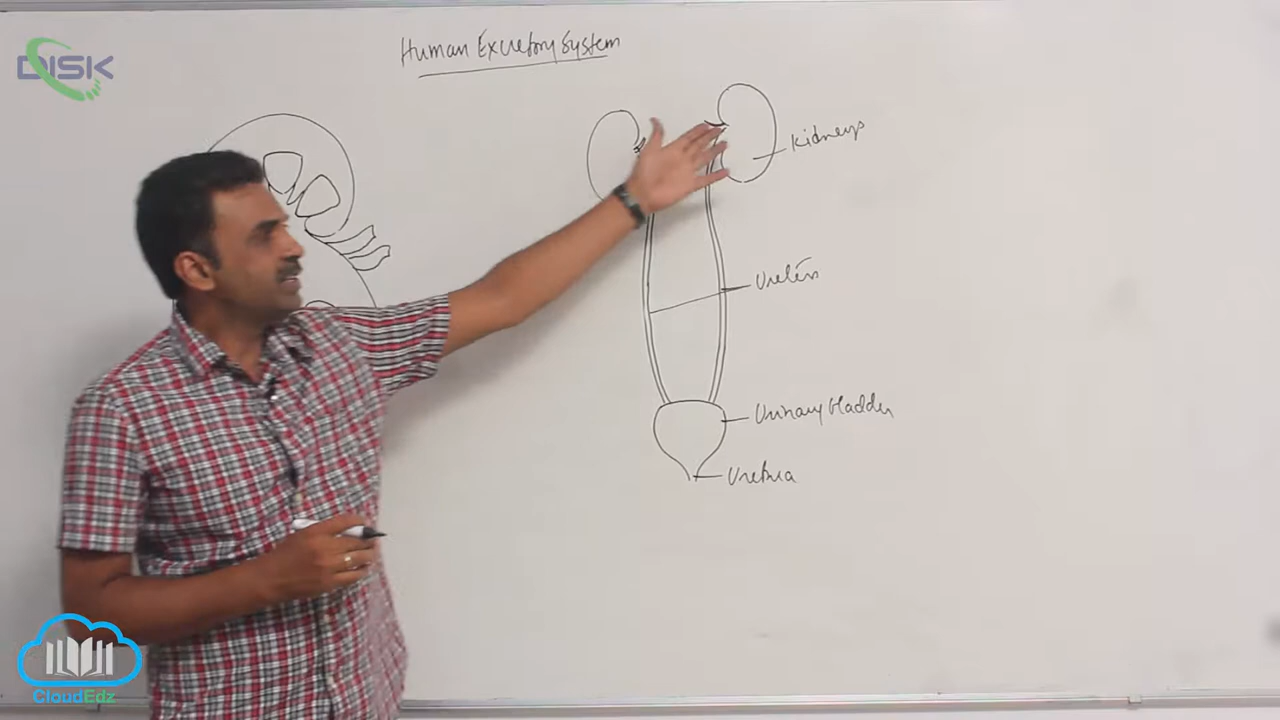 DISK
Human Excretory System
Kidneys
Ureters
Urinary bladder
Urethra
CloudEdz